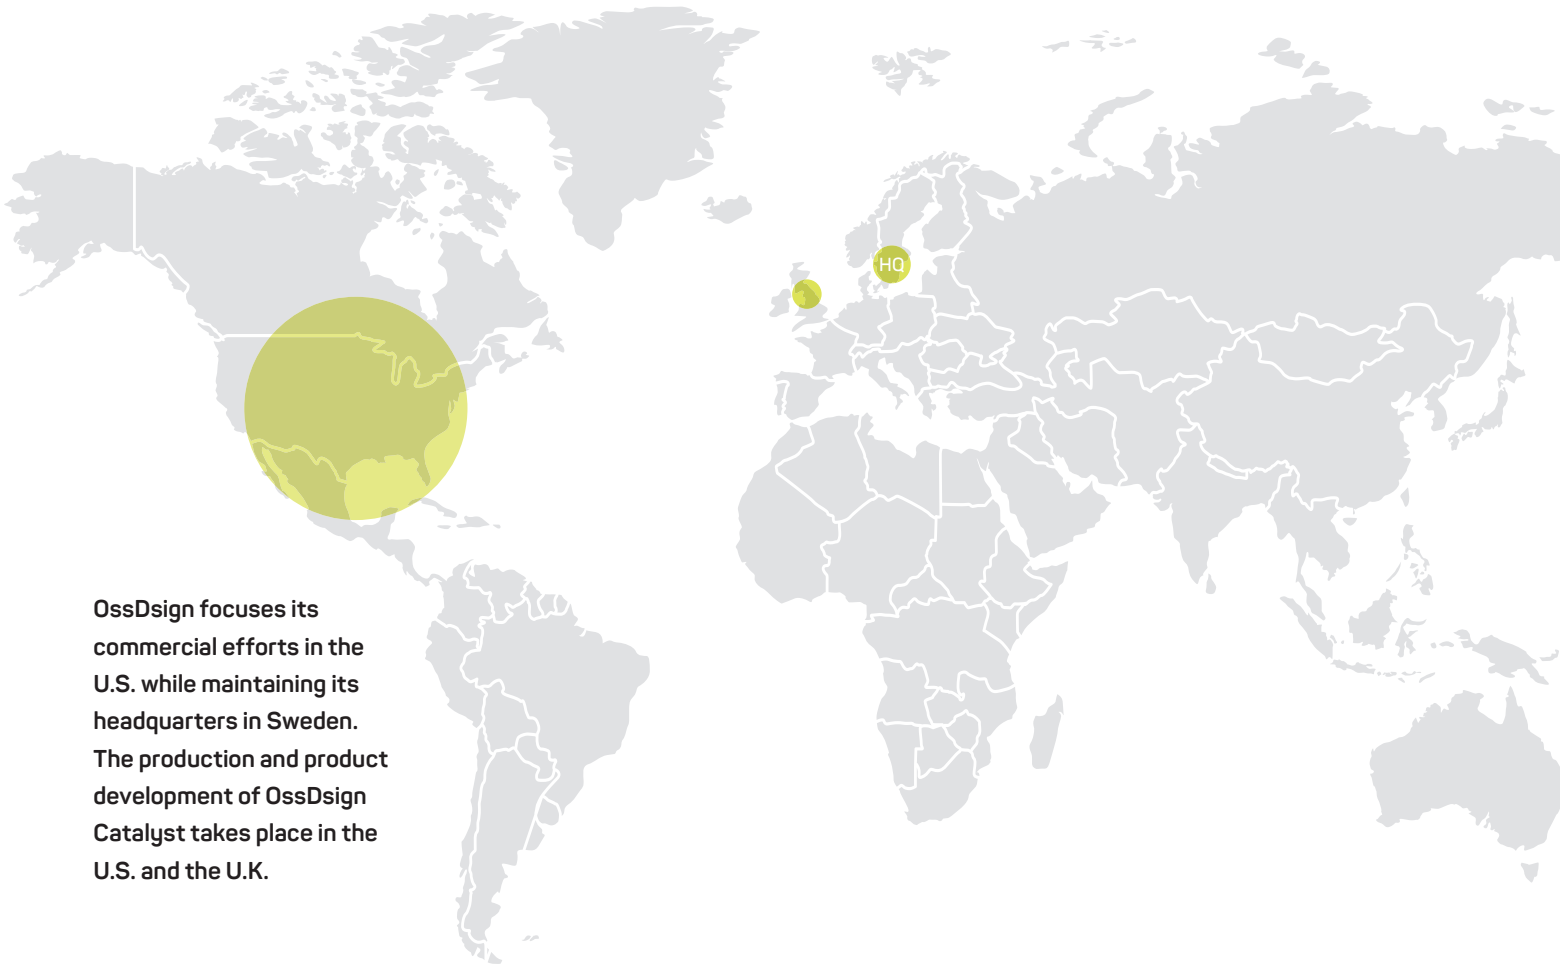 HQ
OssDsign focuses its
commercial efforts in the
U.S. while maintaining its
headquarters in Sweden.
The production and product
development of OssDsign
Catalyst takes place in the
U.S. and the U.K.